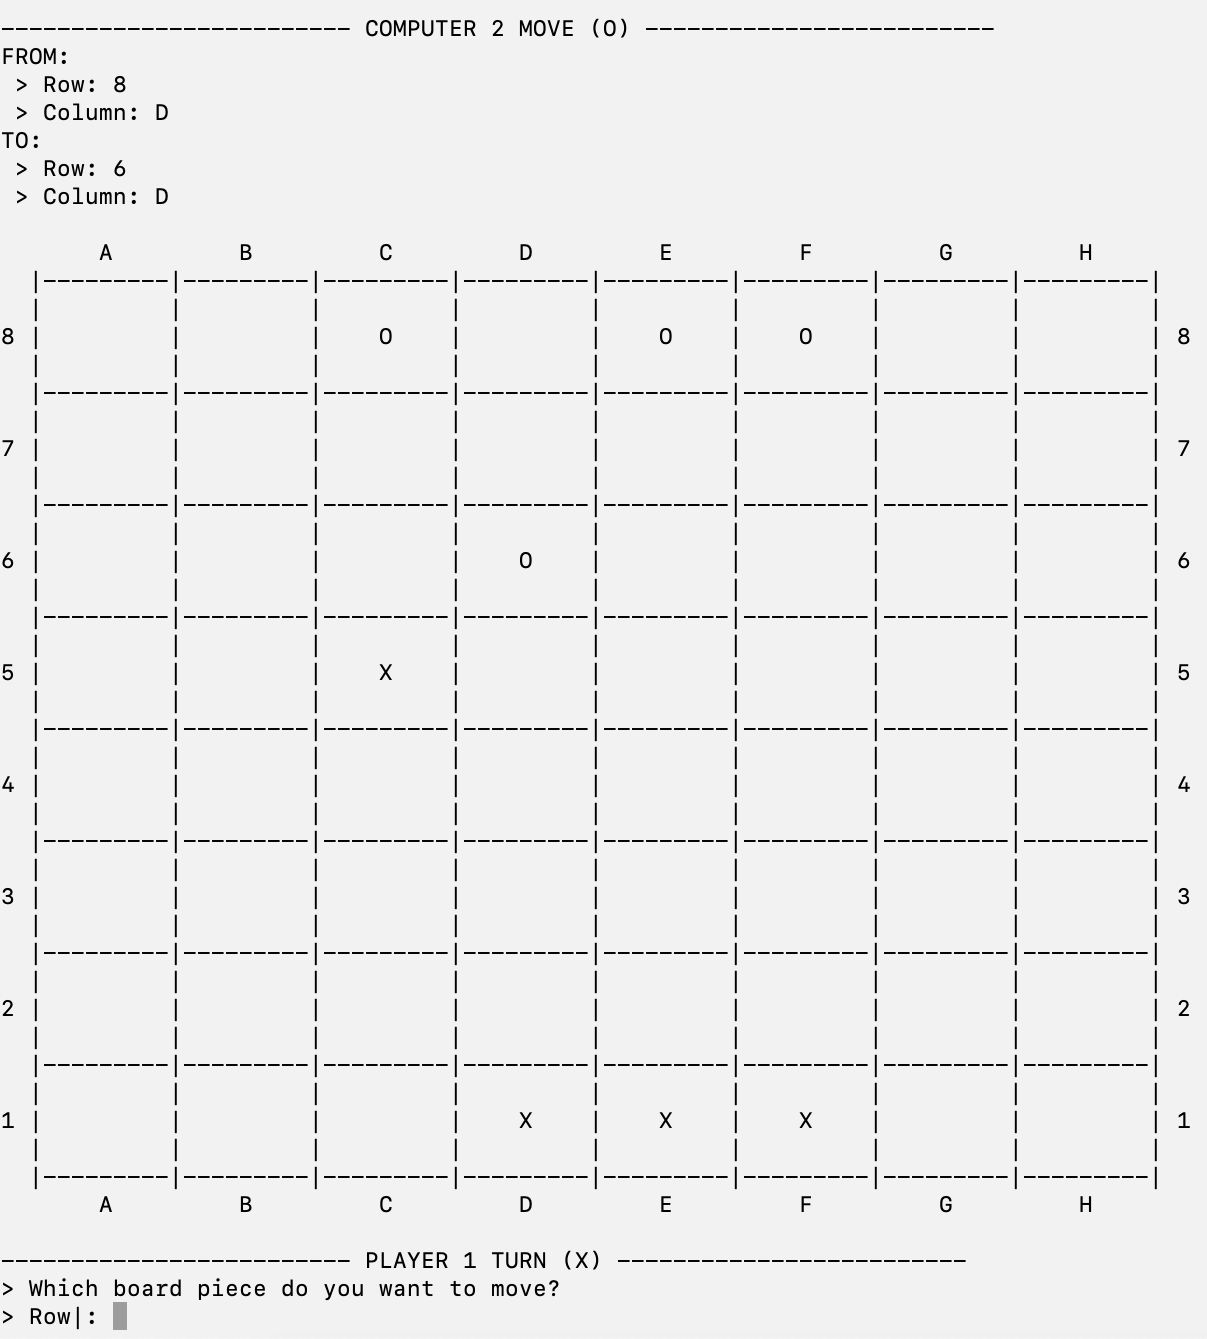 ------------------------- COMPUTER 2 MOVE (O) -------------------------
FROM:
 > Row: 8
 > Column: D
TO:
 > Row: 6
 > Column: D

       A         B         C         D         E         F         G         H
  |---------|---------|---------|---------|---------|---------|---------|---------|
  |         |         |         |         |         |         |         |         |
8 |         |         |    O    |         |    O    |    O    |         |         | 8
  |         |         |         |         |         |         |         |         |
  |---------|---------|---------|---------|---------|---------|---------|---------|
  |         |         |         |         |         |         |         |         |
7 |         |         |         |         |         |         |         |         | 7
  |         |         |         |         |         |         |         |         |
  |---------|---------|---------|---------|---------|---------|---------|---------|
  |         |         |         |         |         |         |         |         |
6 |         |         |         |    O    |         |         |         |         | 6
  |         |         |         |         |         |         |         |         |
  |---------|---------|---------|---------|---------|---------|---------|---------|
  |         |         |         |         |         |         |         |         |
5 |         |         |    X    |         |         |         |         |         | 5
  |         |         |         |         |         |         |         |         |
  |---------|---------|---------|---------|---------|---------|---------|---------|
  |         |         |         |         |         |         |         |         |
4 |         |         |         |         |         |         |         |         | 4
  |         |         |         |         |         |         |         |         |
  |---------|---------|---------|---------|---------|---------|---------|---------|
  |         |         |         |         |         |         |         |         |
3 |         |         |         |         |         |         |         |         | 3
  |         |         |         |         |         |         |         |         |
  |---------|---------|---------|---------|---------|---------|---------|---------|
  |         |         |         |         |         |         |         |         |
2 |         |         |         |         |         |         |         |         | 2
  |         |         |         |         |         |         |         |         |
  |---------|---------|---------|---------|---------|---------|---------|---------|
  |         |         |         |         |         |         |         |         |
1 |         |         |         |    X    |    X    |    X    |         |         | 1
  |         |         |         |         |         |         |         |         |
  |---------|---------|---------|---------|---------|---------|---------|---------|
       A         B         C         D         E         F         G         H

------------------------- PLAYER 1 TURN (X) -------------------------
> Which board piece do you want to move?
> Row|: